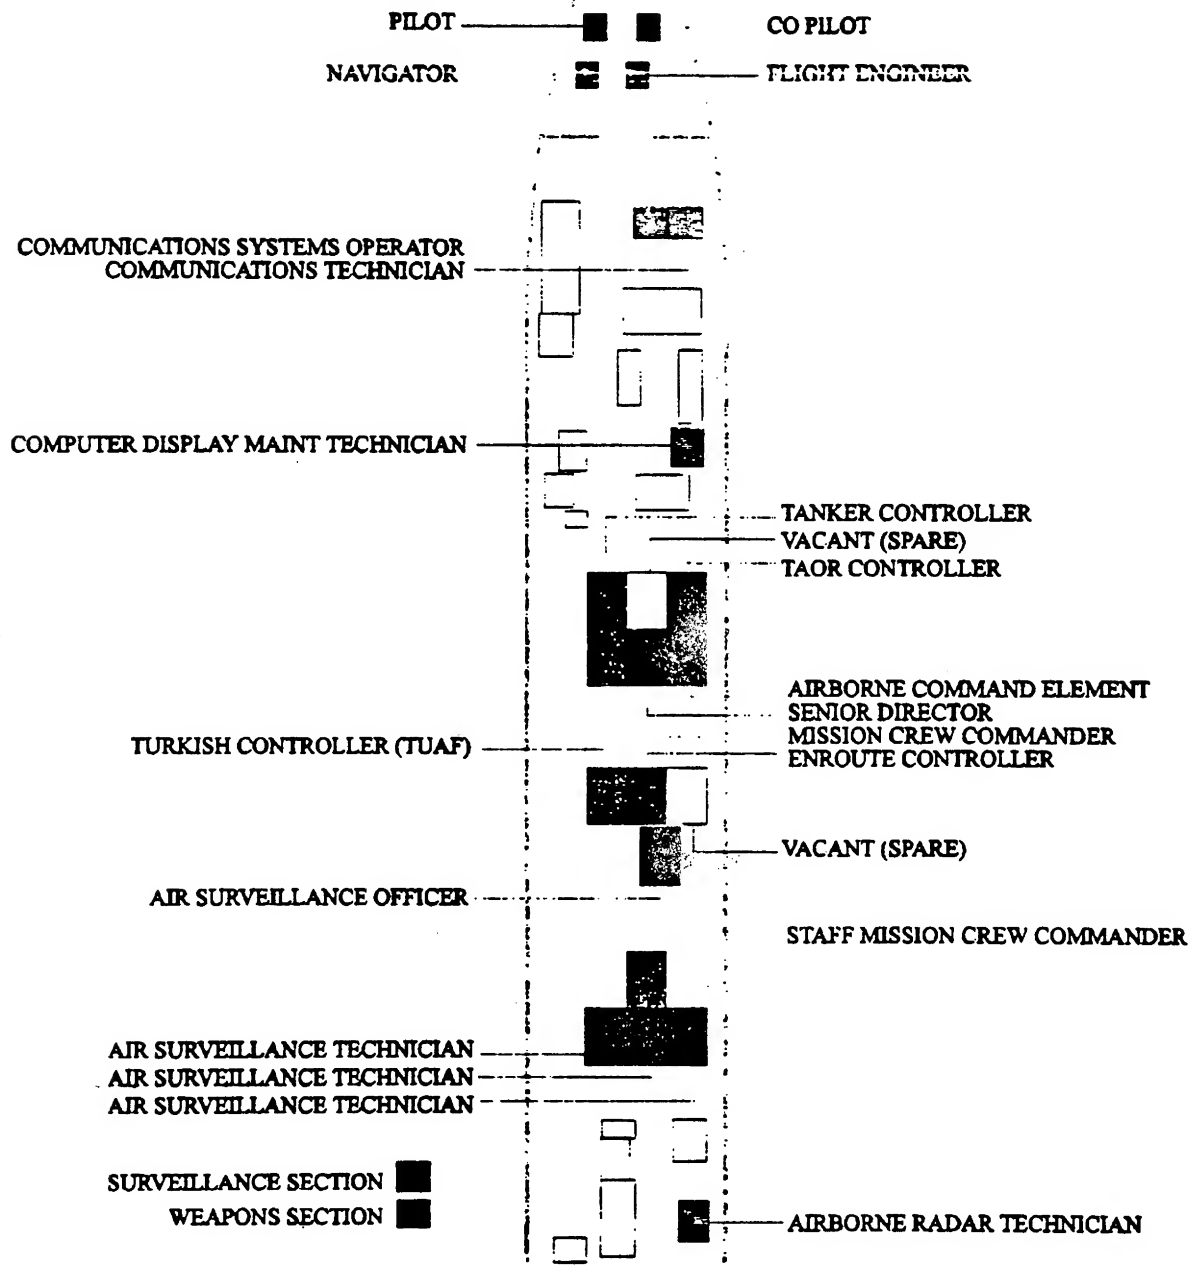 PILOT
CO PILOT
NAVIGATOR
FLIGHT ENGINEER
COMMUNICATIONS SYSTEMS OPERATOR
COMMUNICATIONS TECHNICIAN
COMPUTER DISPLAY MAINT TECHNICIAN
TANKER CONTROLLER
VACANT (SPARE)
TAOR CONTROLLER
AIRBORNE COMMAND ELEMENT
SENIOR DIRECTOR
TURKISH CONTROLLER (TUAF)
MISSION CREW COMMANDER
ENROUTE CONTROLLER
VACANT (SPARE)
AIR SURVEILLANCE OFFICER
STAFF MISSION CREW COMMANDER
AIR SURVEILLANCE TECHNICIAN
AIR SURVEILLANCE TECHNICIAN
AIR SURVEILLANCE TECHNICIAN
SURVEILLANCE SECTION
WEAPONS SECTION
AIRBORNE RADAR TECHNICIAN